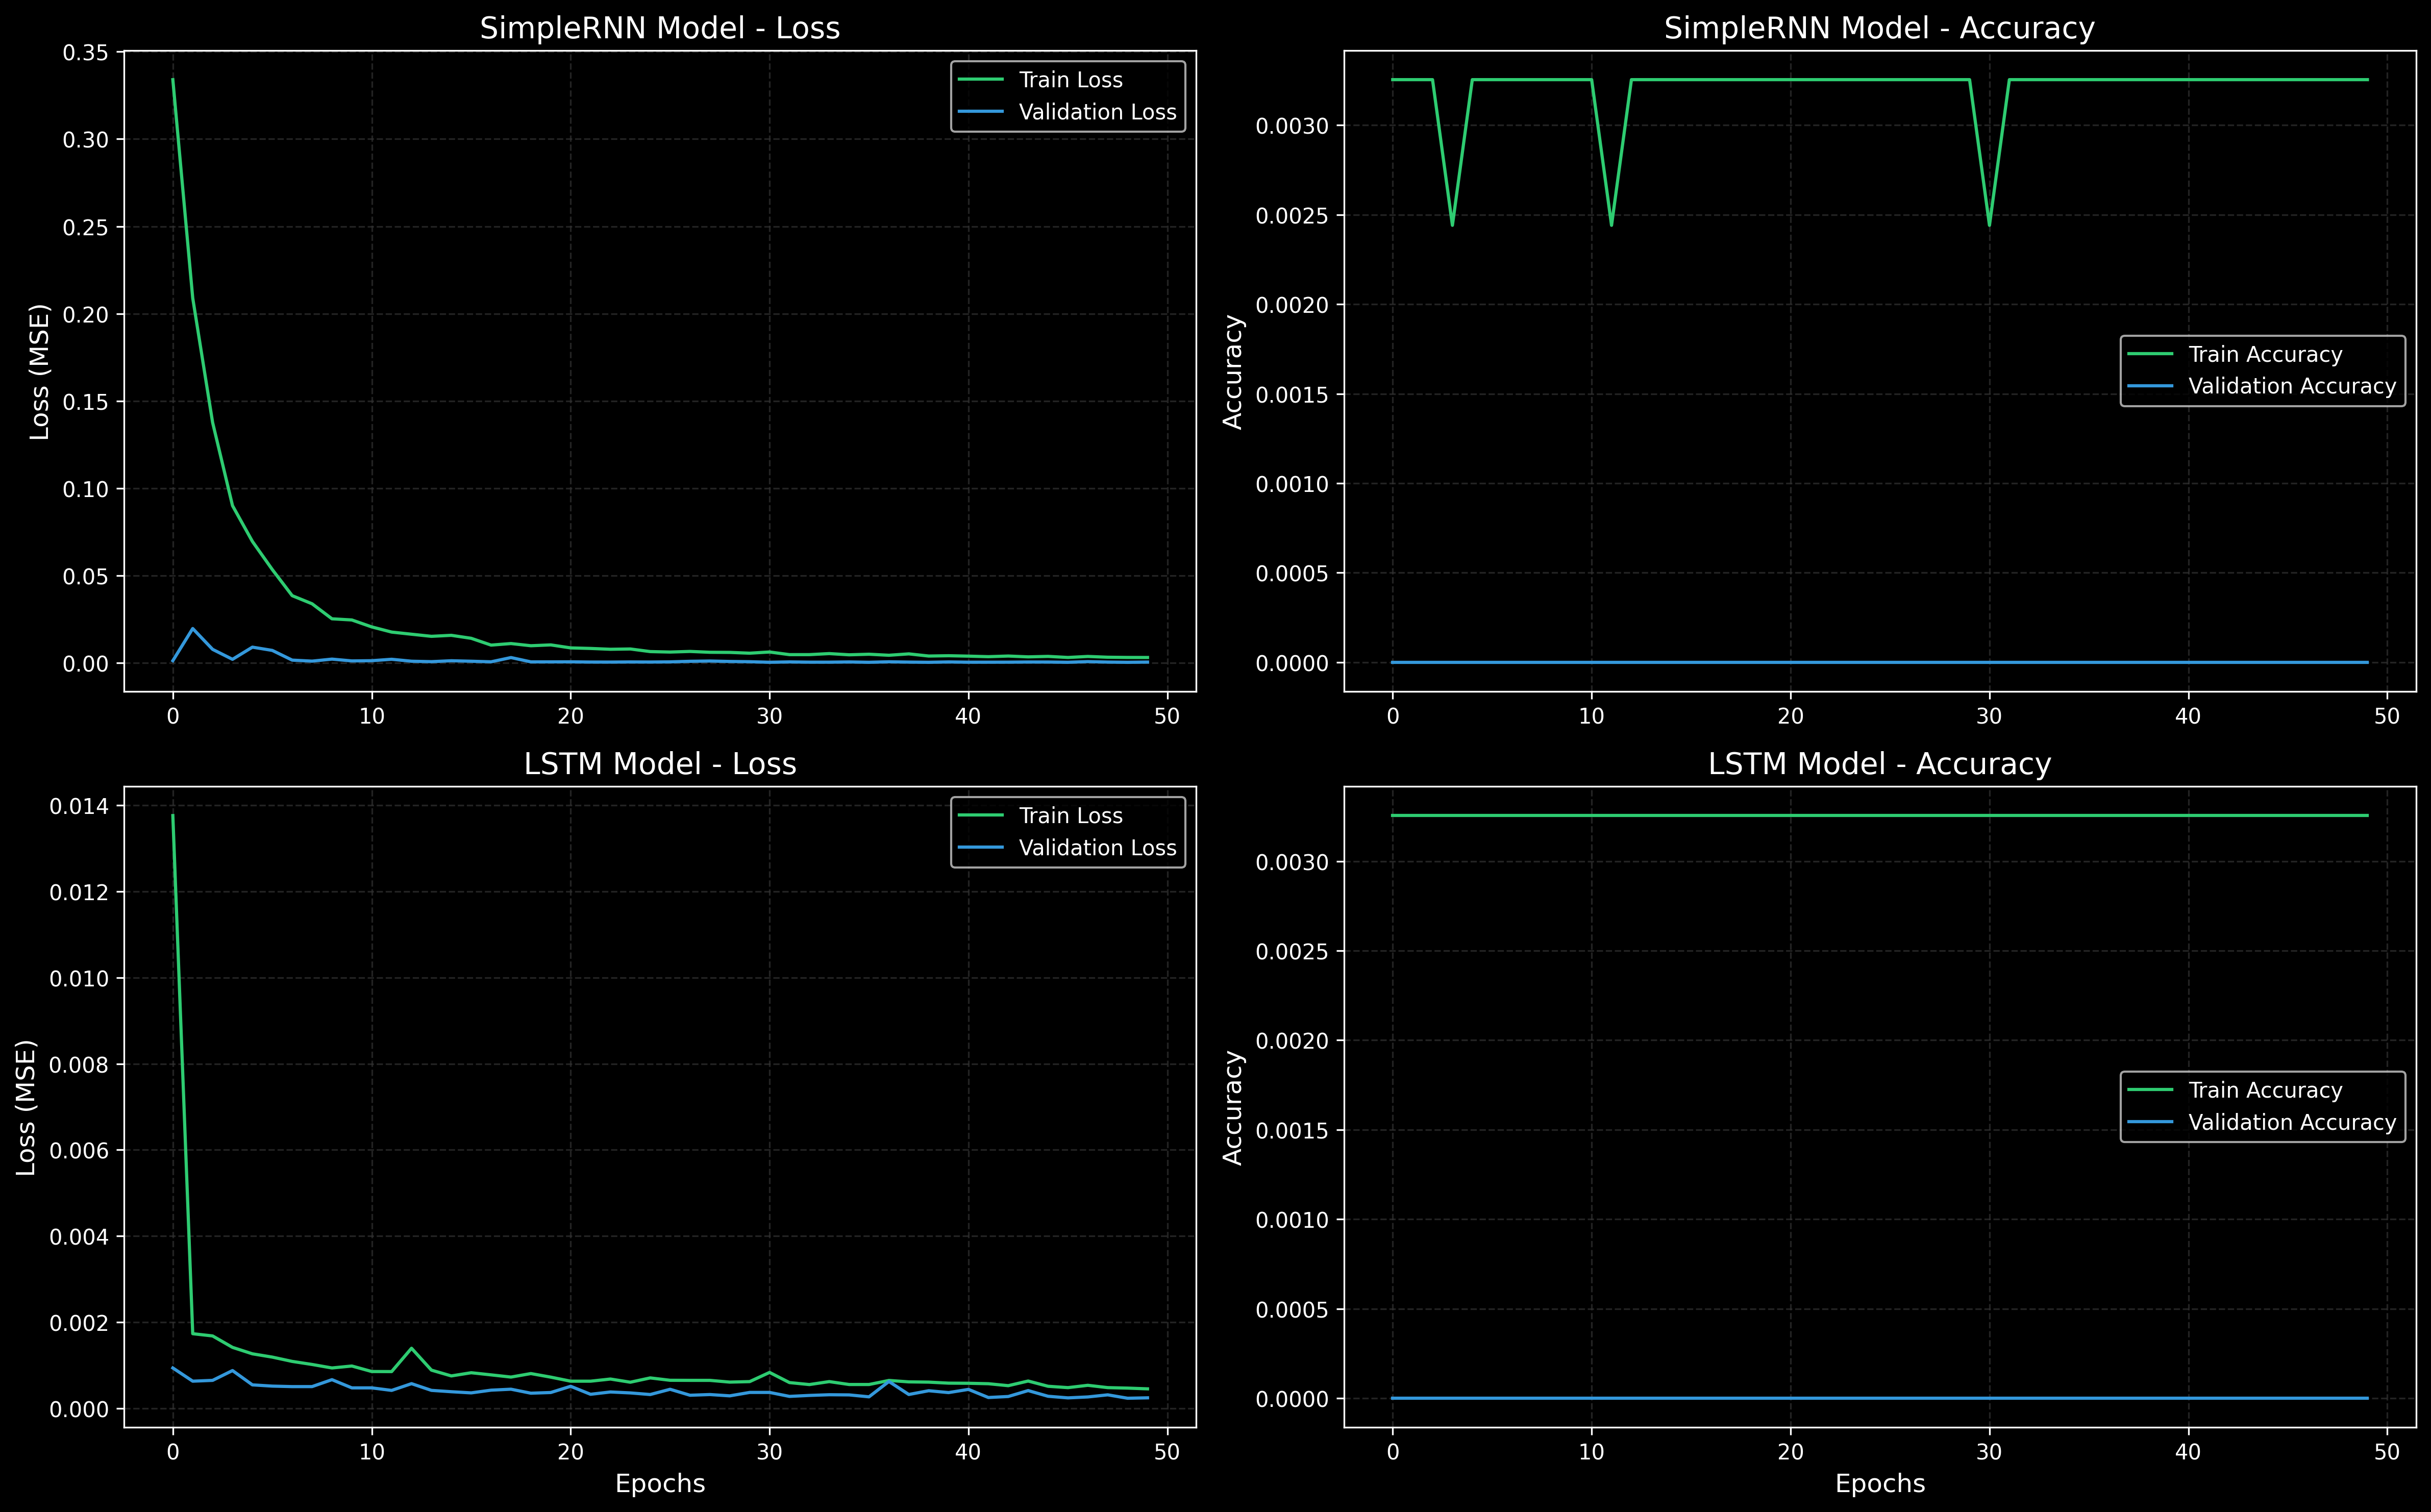 SimpleRNN Model - Loss
0.35
0.30
0.25
0.20
0.15
0.10
0.05
0.00
Loss (MSE)
Train Loss
Validation Loss
0 10 20 30 40 50
SimpleRNN Model - Accuracy
0.0030
0.0025
0.0020
0.0015
0.0010
0.0005
0.0000
Accuracy
Train Accuracy
Validation Accuracy
0 10 20 30 40 50
LSTM Model - Loss
0.014
0.012
0.010
0.008
0.006
0.004
0.002
0.000
Loss (MSE)
Train Loss
Validation Loss
0 10 20 30 40 50
Epochs
LSTM Model - Accuracy
0.0030
0.0025
0.0020
0.0015
0.0010
0.0005
0.0000
Accuracy
Train Accuracy
Validation Accuracy
0 10 20 30 40 50
Epochs